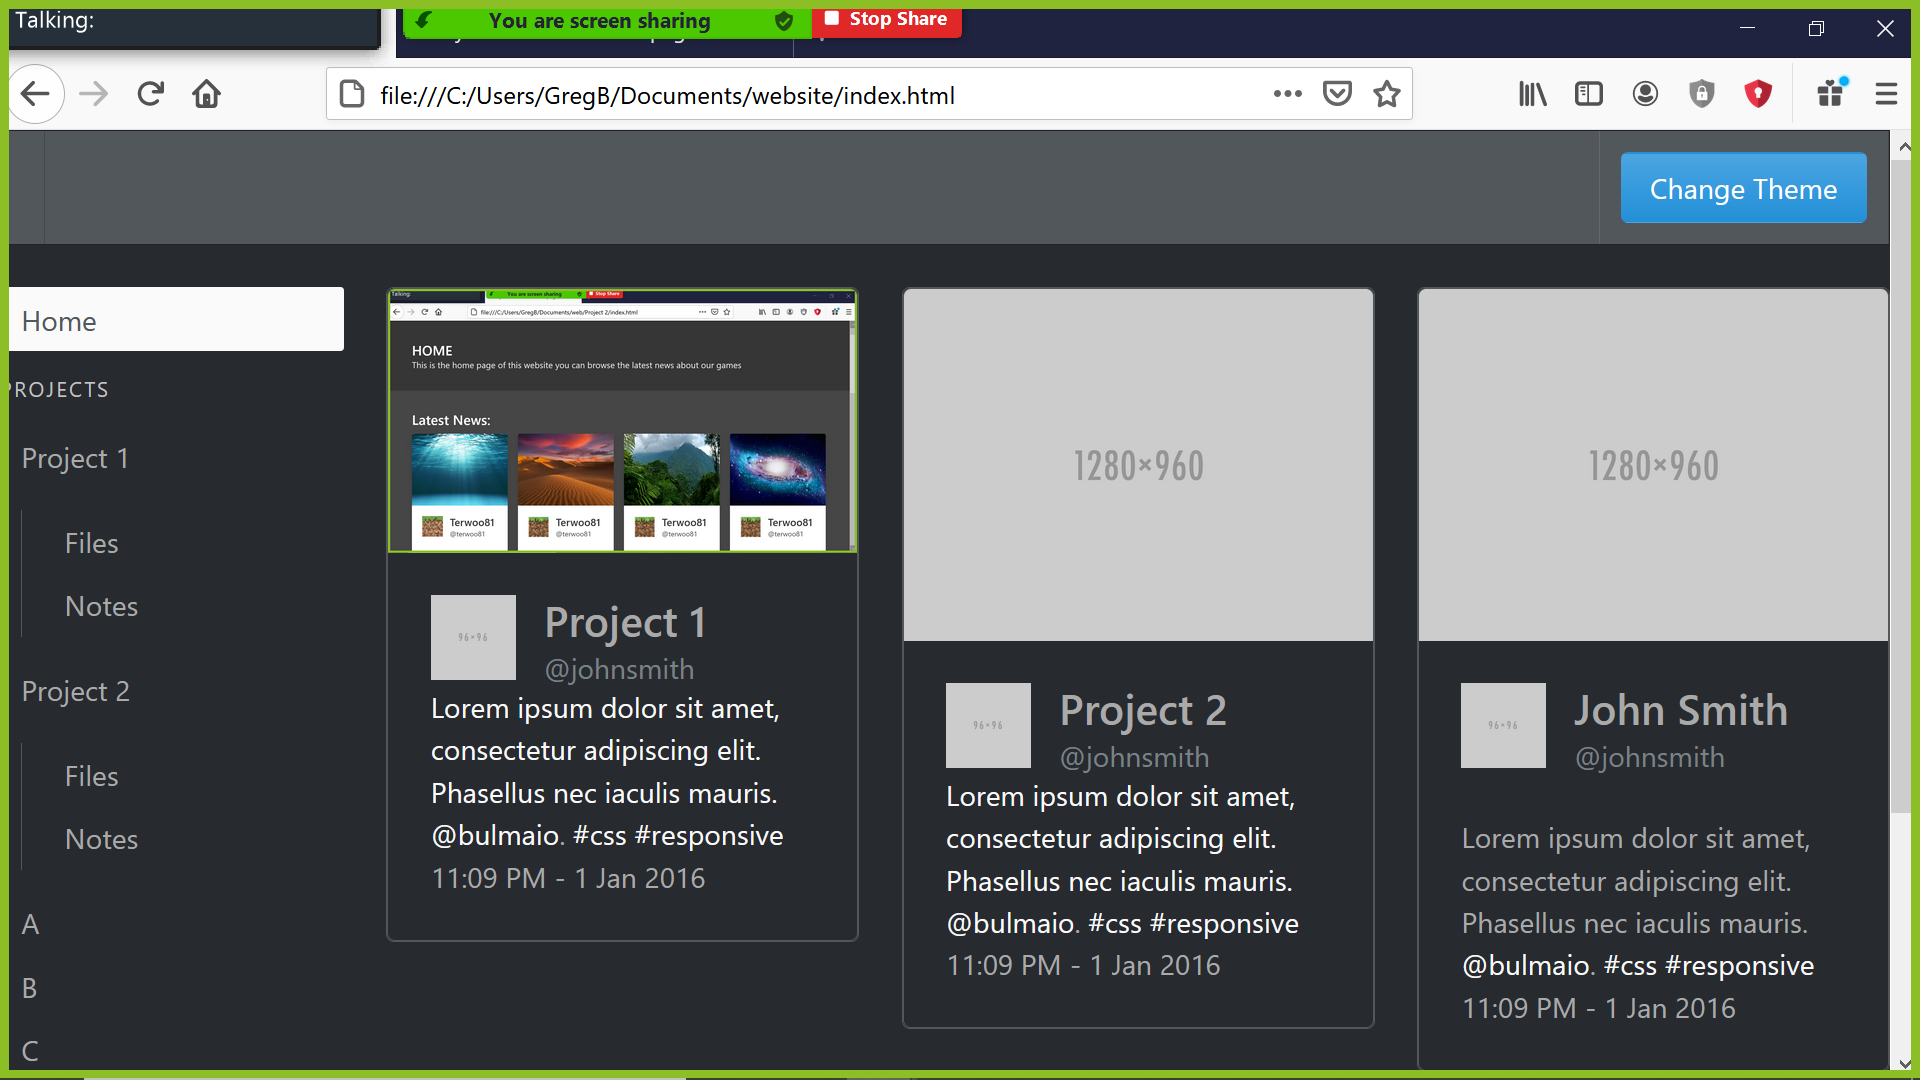 Talking:
You are screen sharing
Stop Share
file:///C:/Users/GregB/Documents/website/index.html
Change Theme
Home
PROJECTS
Project 1
Files
Notes
Project 2
Files
Notes
A
B
C
Talking:
You are screen sharing
Stop Share
file:///C:/Users/GregB/Documents/web/Project 2/index.html
HOME
This is the home page of this website you can browse the latest news about our games
Latest News:
Terwoo81
@terwoo81
Terwoo81
@terwoo81
Terwoo81
@terwoo81
Terwoo81
@terwoo81
96×96
Project 1
@johnsmith
Lorem ipsum dolor sit amet,
consectetur adipiscing elit.
Phasellus nec iaculis mauris.
@bulmaio. #css #responsive
11:09 PM - 1 Jan 2016
1280×960
96×96
Project 2
@johnsmith
Lorem ipsum dolor sit amet,
consectetur adipiscing elit.
Phasellus nec iaculis mauris.
@bulmaio. #css #responsive
11:09 PM - 1 Jan 2016
1280×960
96×96
John Smith
@johnsmith
Lorem ipsum dolor sit amet,
consectetur adipiscing elit.
Phasellus nec iaculis mauris.
@bulmaio. #css #responsive
11:09 PM - 1 Jan 2016